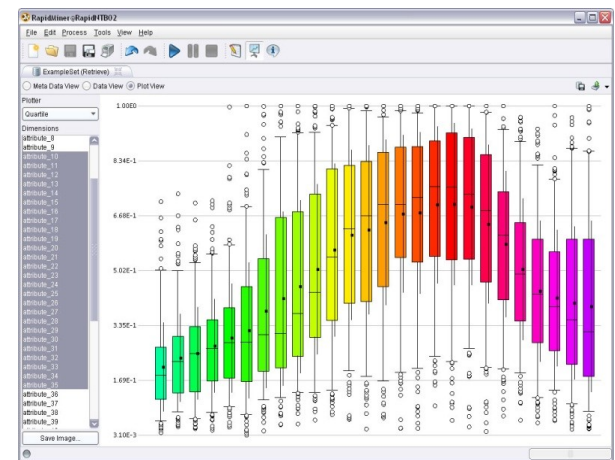 RapidMiner@RapidNTB02
File Edit Process Tools View Help
ExampleSet (Retrieve)
Meta Data View Data View Plot View
Plotter
Quartile
Dimensions
attribute_8
attribute_9
attribute_10
attribute_11
attribute_12
attribute_13
attribute_14
attribute_15
attribute_16
attribute_17
attribute_18
attribute_19
attribute_20
attribute_21
attribute_22
attribute_23
attribute_24
attribute_25
attribute_26
attribute_27
attribute_28
attribute_29
attribute_30
attribute_31
attribute_32
attribute_33
attribute_34
attribute_35
attribute_36
attribute_37
attribute_38
attribute_39
Save Image...
1.00E0
8.34E-1
6.68E-1
5.02E-1
3.35E-1
1.69E-1
3.10E-3